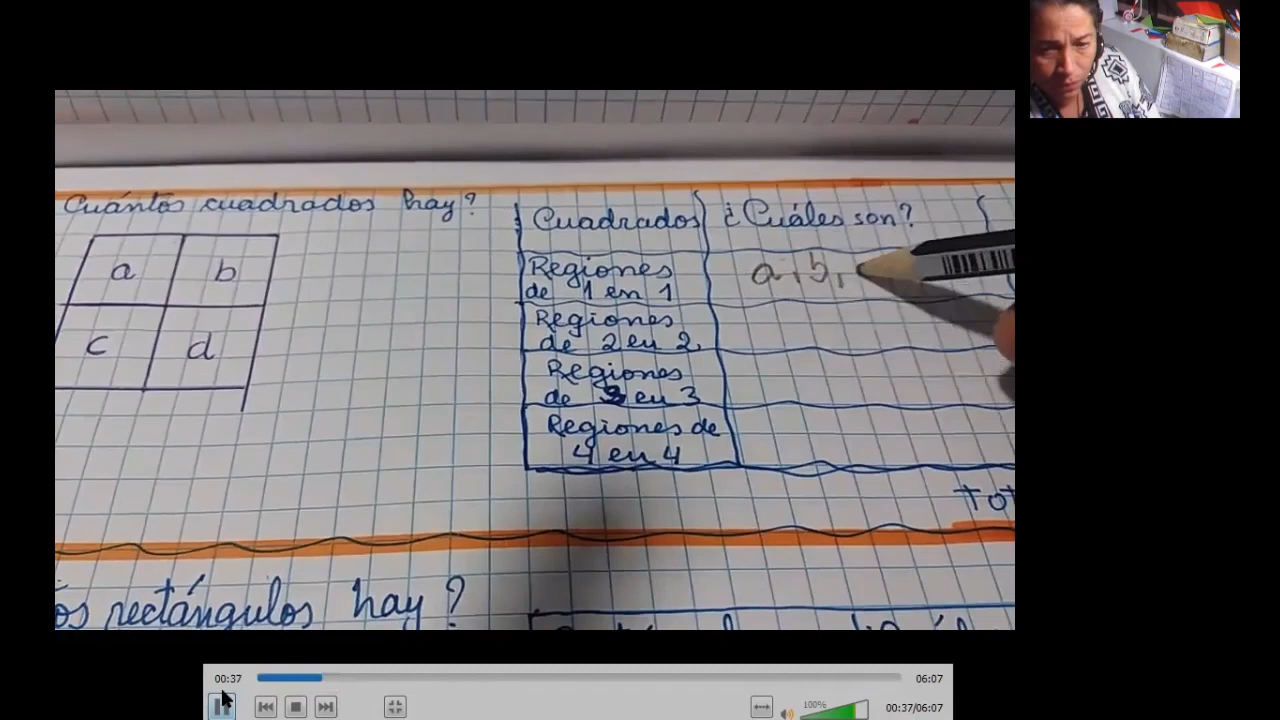 Cuántos cuadrados hay?
a b
c d
Cuadrados ¿Cuáles son?
Regiones
de 1 en 1
a, b,
Regiones
de 2 en 2
Regiones
de 3 en 3
Regiones de
4 en 4
os rectángulos hay?
00:37
06:07
100%
00:37/06:07